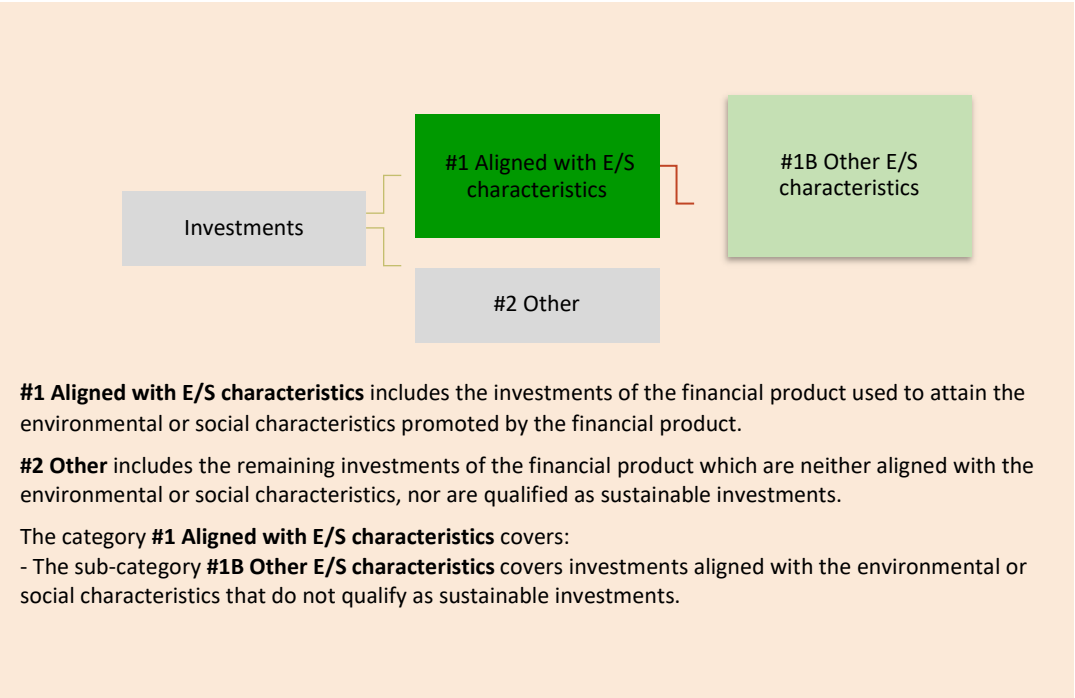 #1 Aligned with E/S
characteristics
#1B Other E/S
characteristics
Investments
#2 Other
#1 Aligned with E/S characteristics includes the investments of the financial product used to attain the
environmental or social characteristics promoted by the financial product.
#2 Other includes the remaining investments of the financial product which are neither aligned with the
environmental or social characteristics, nor are qualified as sustainable investments.
The category #1 Aligned with E/S characteristics covers:
- The sub-category #1B Other E/S characteristics covers investments aligned with the environmental or
social characteristics that do not qualify as sustainable investments.